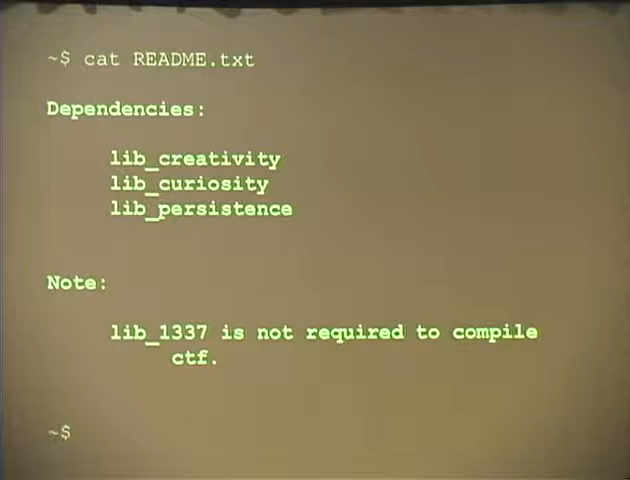 ~$ cat README.txt
Dependencies:
lib_creativity
lib_curiosity
lib_persistence
Note:
lib_1337 is not required to compile
ctf.
~$